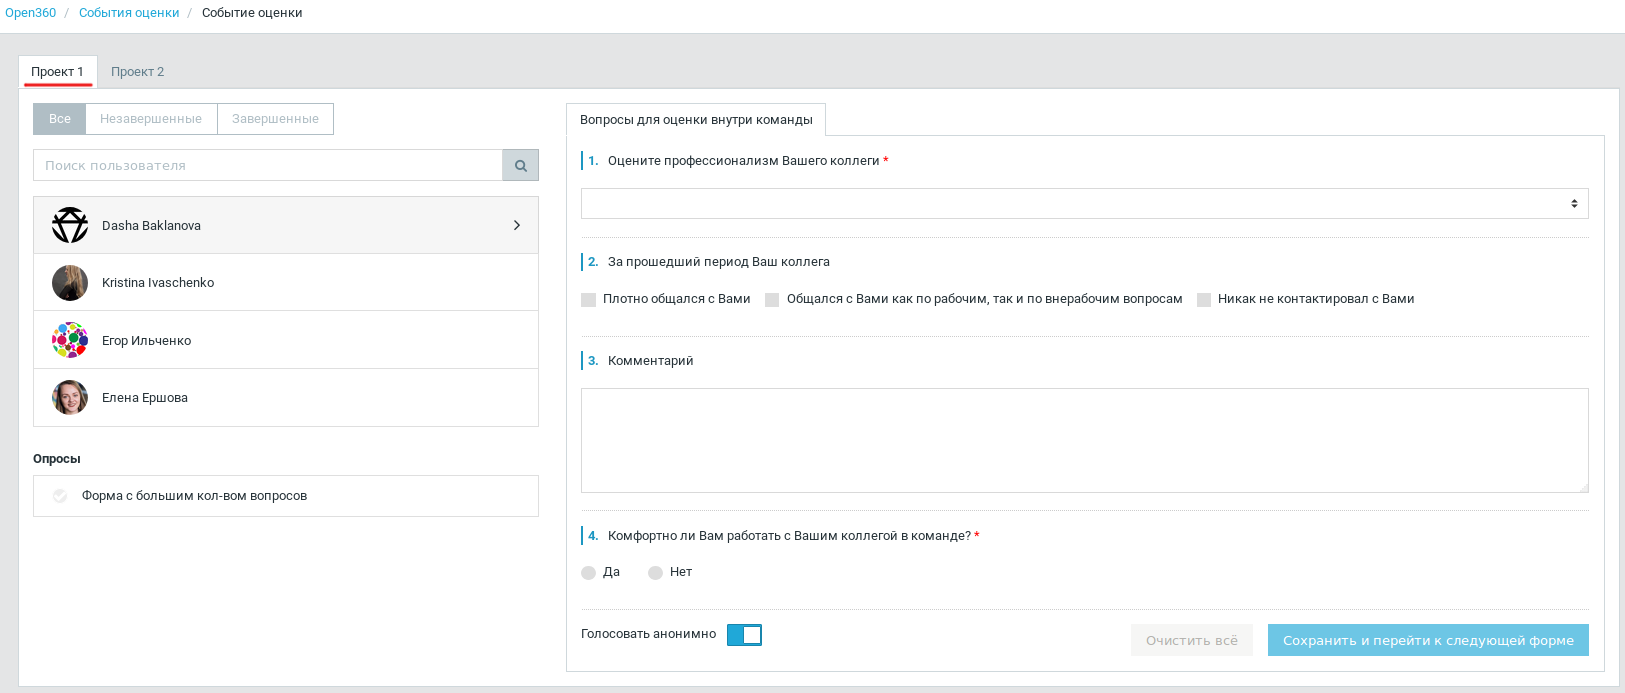 Open360 / События оценки / Событие оценки
Проект 1 Проект 2
Все Незавершенные Завершенные
Поиск пользователя
Dasha Baklanova
Kristina Ivaschenko
Егор Ильченко
Елена Ершова
Опросы
Форма с большим кол-вом вопросов
Вопросы для оценки внутри команды
1. Оцените профессионализм Вашего коллеги *
2. За прошедший период Ваш коллега
Плотно общался с Вами Общался с Вами как по рабочим, так и по внерабочим вопросам Никак не контактировал с Вами
3. Комментарий
4. Комфортно ли Вам работать с Вашим коллегой в команде? *
Да Нет
Голосовать анонимно
Очистить всё Сохранить и перейти к следующей форме